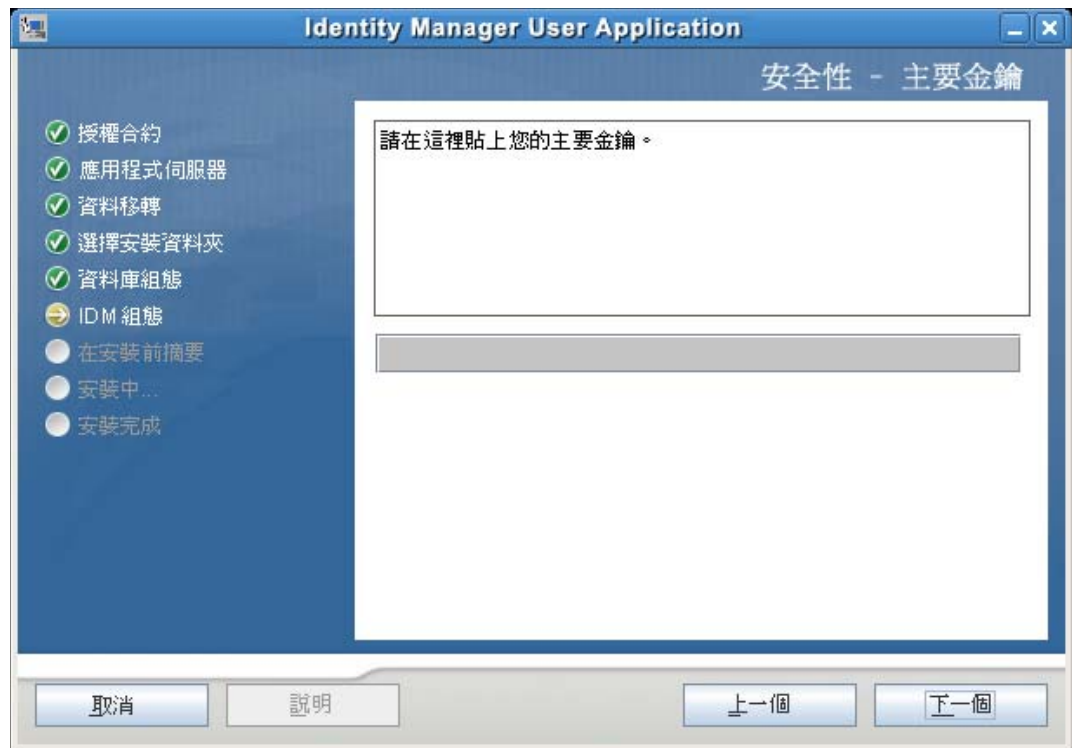 Identity Manager User Application
安全性 - 主要金鑰
授權合約
應用程式伺服器
資料移轉
選擇安裝資料夾
資料庫組態
IDM 組態
在安裝前摘要
安裝中...
安裝完成
請在這裡貼上您的主要金鑰。
取消
說明
上一個
下一個